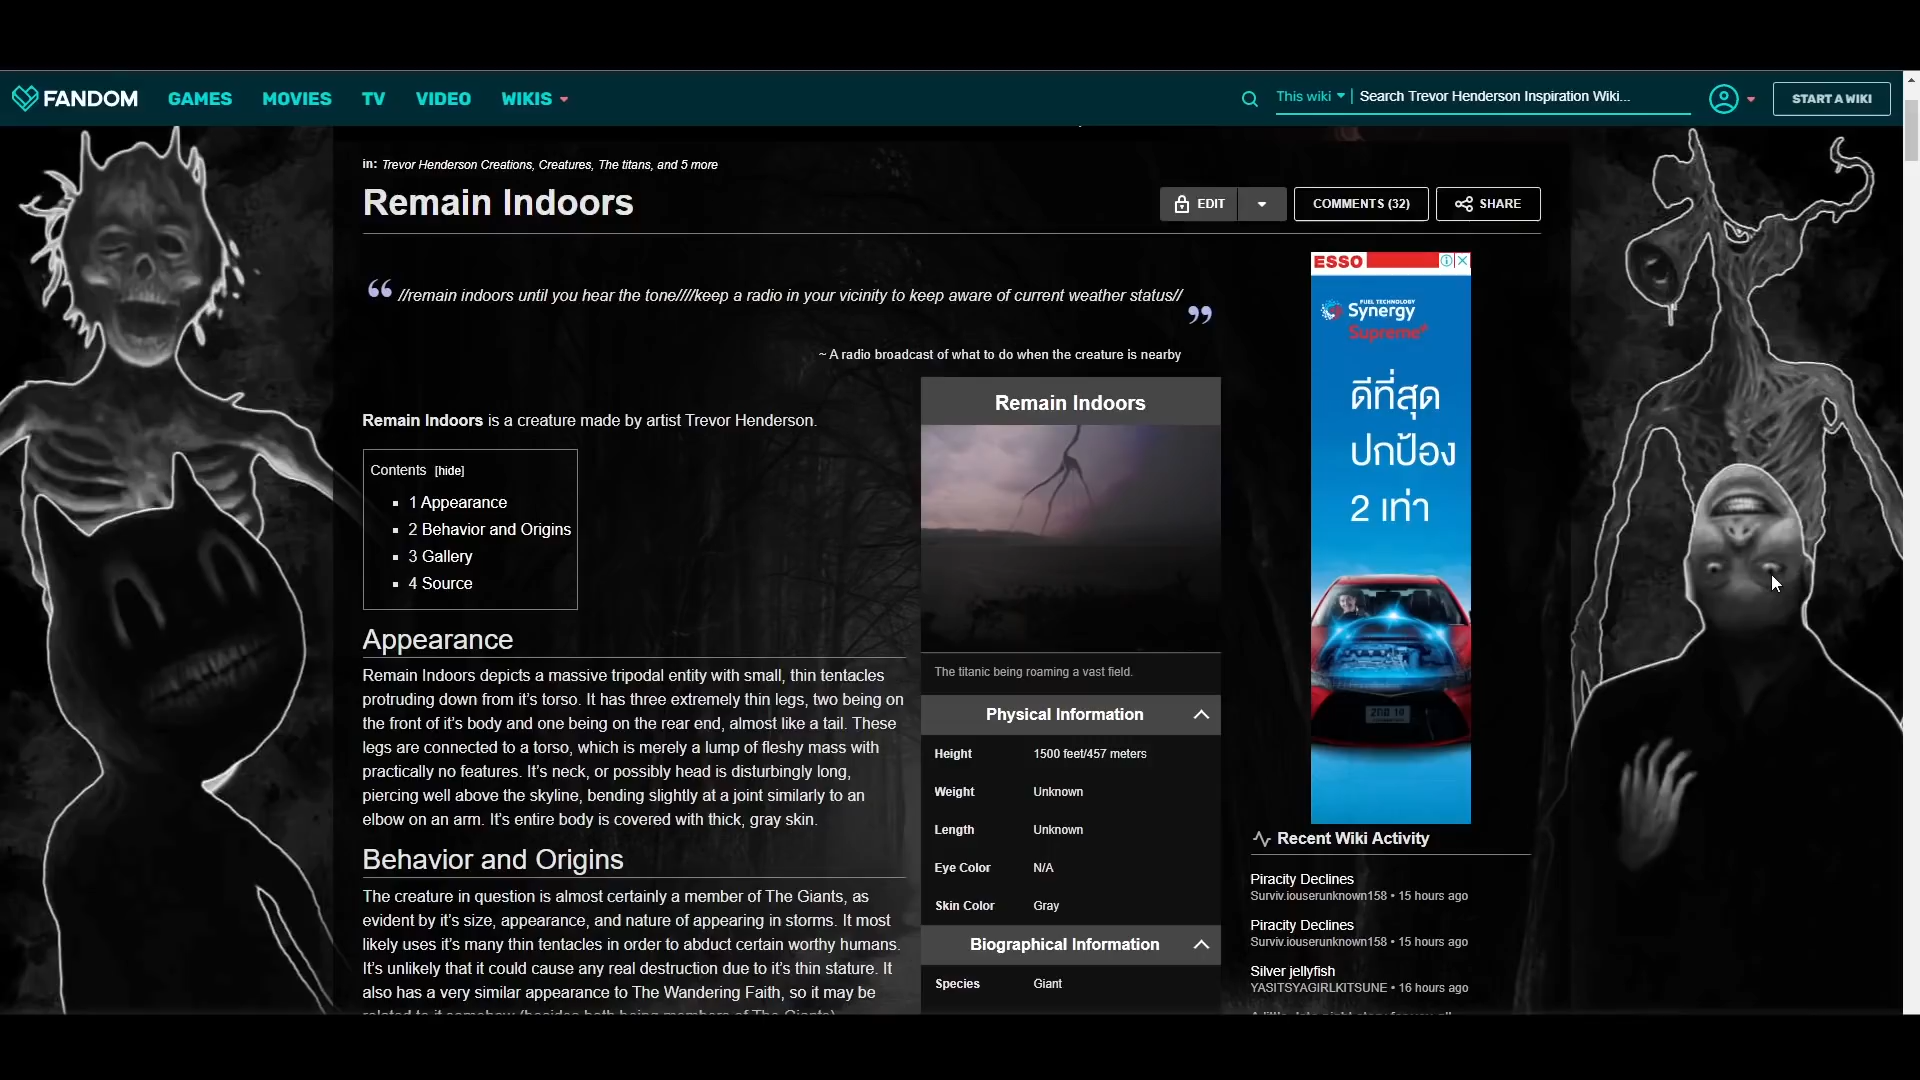 FANDOM GAMES MOVIES TV VIDEO WIKIS This wiki Search Trevor Henderson Inspiration Wiki... START A WIKI
in: Trevor Henderson Creations, Creatures, The titans, and 5 more
Remain Indoors
EDIT COMMENTS (32) SHARE
“ //remain indoors until you hear the tone////keep a radio in your vicinity to keep aware of current weather status// ”
~ A radio broadcast of what to do when the creature is nearby
Remain Indoors is a creature made by artist Trevor Henderson.
Contents [hide]
1 Appearance
2 Behavior and Origins
3 Gallery
4 Source
Appearance
Remain Indoors depicts a massive tripodal entity with small, thin tentacles
protruding down from it's torso. It has three extremely thin legs, two being on
the front of it's body and one being on the rear end, almost like a tail. These
legs are connected to a torso, which is merely a lump of fleshy mass with
practically no features. It's neck, or possibly head is disturbingly long,
piercing well above the skyline, bending slightly at a joint similarly to an
elbow on an arm. It's entire body is covered with thick, gray skin.
Behavior and Origins
The creature in question is almost certainly a member of The Giants, as
evident by it's size, appearance, and nature of appearing in storms. It most
likely uses it's many thin tentacles in order to abduct certain worthy humans.
It's unlikely that it could cause any real destruction due to it's thin stature. It
also has a very similar appearance to The Wandering Faith, so it may be
related to it somehow (besides both being members of The Giants)
Remain Indoors
The titanic being roaming a vast field.
Physical Information
Height 1500 feet/457 meters
Weight Unknown
Length Unknown
Eye Color N/A
Skin Color Gray
Biographical Information
Species Giant
ESSO
FUEL TECHNOLOGY
Synergy
Supreme+
ดีที่สุด
ปกป้อง
2 เท่า
Recent Wiki Activity
Piracity Declines
Surviv.iouserunknown158 • 15 hours ago
Piracity Declines
Surviv.iouserunknown158 • 15 hours ago
Silver jellyfish
YASITSYAGIRLKITSUNE • 16 hours ago